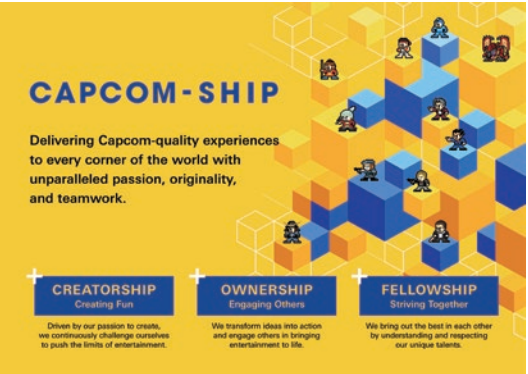 CAPCOM-SHIP
Delivering Capcom-quality experiences
to every corner of the world with
unparalleled passion, originality,
and teamwork.
CREATORSHIP
Creating Fun
Driven by our passion to create,
we continuously challenge ourselves
to push the limits of entertainment.
OWNERSHIP
Engaging Others
We transform ideas into action
and engage others in bringing
entertainment to life.
FELLOWSHIP
Striving Together
We bring out the best in each other
by understanding and respecting
our unique talents.